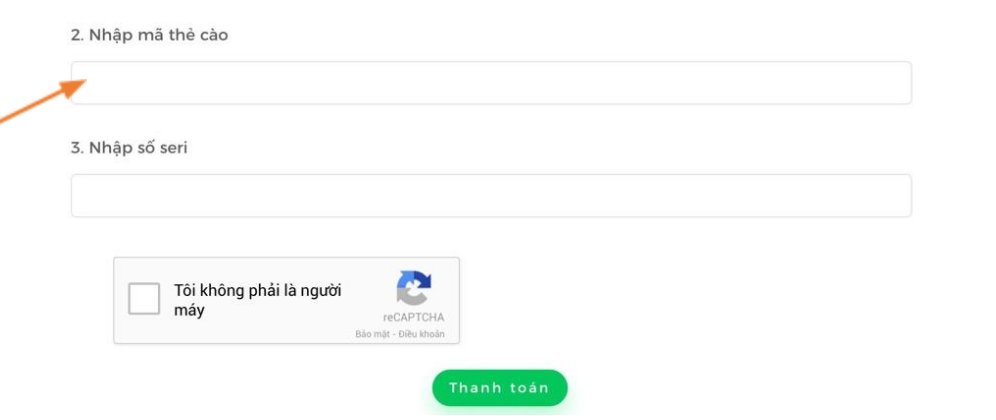 2. Nhập mã thẻ cào
3. Nhập số seri
Tôi không phải là người
máy
reCAPTCHA
Bảo mật - Điều khoản
Thanh toán